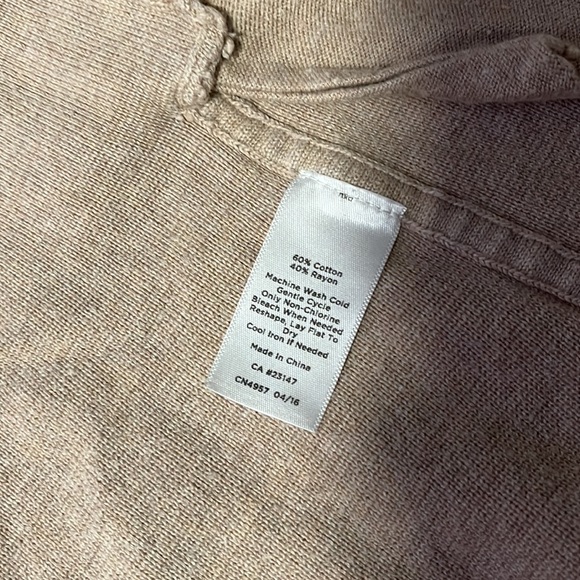 60% Cotton
40% Rayon
Machine Wash Cold
Gentle Cycle
Only Non-Chlorine
Bleach When Needed
Reshape, Lay Flat To
Dry
Cool Iron If Needed
Made in China
CA #23147
CN4957 04/16